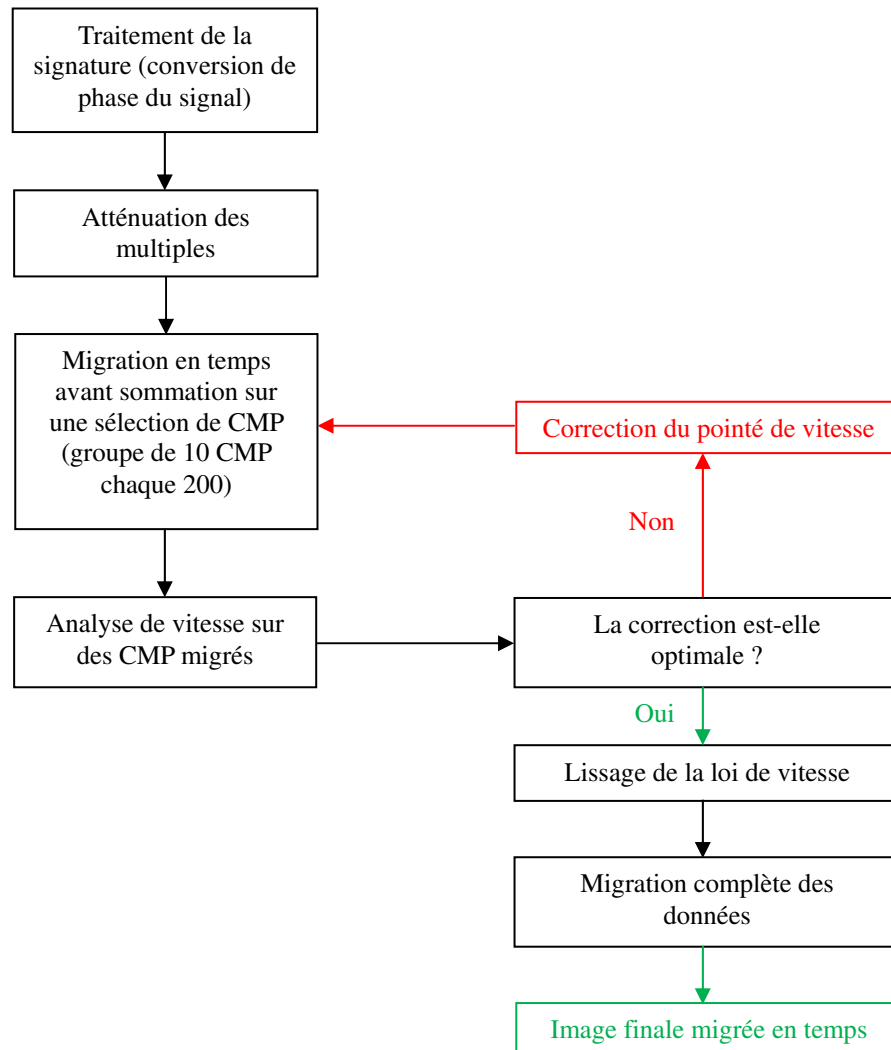 Traitement de la
signature (conversion de
phase du signal)
Atténuation des
multiples
Migration en temps
avant sommation sur
une sélection de CMP
(groupe de 10 CMP
chaque 200)
Correction du pointé de vitesse
Non
Analyse de vitesse sur
des CMP migrés
La correction est-elle
optimale ?
Oui
Lissage de la loi de vitesse
Migration complète des
données
Image finale migrée en temps